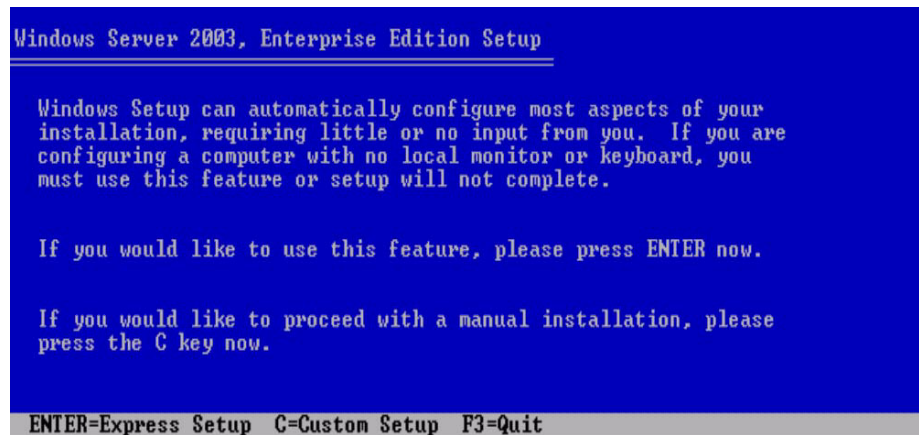 Windows Server 2003, Enterprise Edition Setup
Windows Setup can automatically configure most aspects of your
installation, requiring little or no input from you.  If you are
configuring a computer with no local monitor or keyboard, you
must use this feature or setup will not complete.
If you would like to use this feature, please press ENTER now.
If you would like to proceed with a manual installation, please
press the C key now.
ENTER=Express Setup  C=Custom Setup  F3=Quit